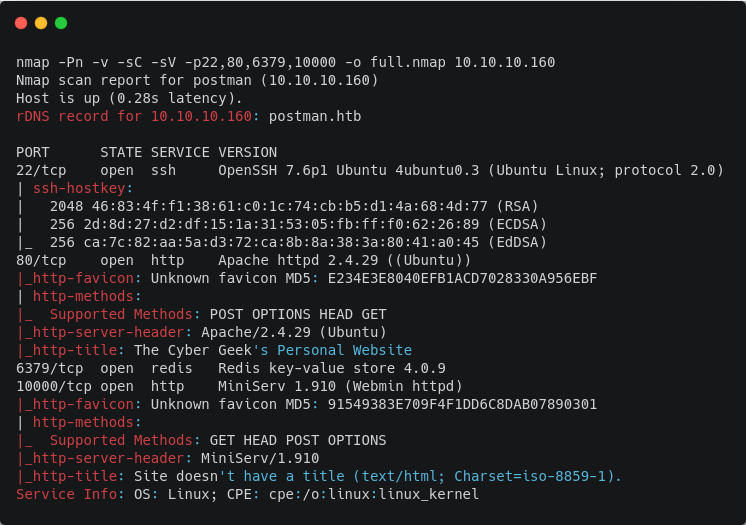 nmap -Pn -v -sC -sV -p22,80,6379,10000 -o full.nmap 10.10.10.160
Nmap scan report for postman (10.10.10.160)
Host is up (0.28s latency).
rDNS record for 10.10.10.160: postman.htb
PORT      STATE SERVICE VERSION
22/tcp    open  ssh     OpenSSH 7.6p1 Ubuntu 4ubuntu0.3 (Ubuntu Linux; protocol 2.0)
| ssh-hostkey:
|   2048 46:83:4f:f1:38:61:c0:1c:74:cb:b5:d1:4a:68:4d:77 (RSA)
|   256 2d:8d:27:d2:df:15:1a:31:53:05:fb:ff:f0:62:26:89 (ECDSA)
|_  256 ca:7c:82:aa:5a:d3:72:ca:8b:8a:38:3a:80:41:a0:45 (EdDSA)
80/tcp    open  http    Apache httpd 2.4.29 ((Ubuntu))
|_http-favicon: Unknown favicon MD5: E234E3E8040EFB1ACD7028330A956EBF
| http-methods:
|_  Supported Methods: POST OPTIONS HEAD GET
|_http-server-header: Apache/2.4.29 (Ubuntu)
|_http-title: The Cyber Geek's Personal Website
6379/tcp  open  redis   Redis key-value store 4.0.9
10000/tcp open  http    MiniServ 1.910 (Webmin httpd)
|_http-favicon: Unknown favicon MD5: 91549383E709F4F1DD6C8DAB07890301
| http-methods:
|_  Supported Methods: GET HEAD POST OPTIONS
|_http-server-header: MiniServ/1.910
|_http-title: Site doesn't have a title (text/html; Charset=iso-8859-1).
Service Info: OS: Linux; CPE: cpe:/o:linux:linux_kernel